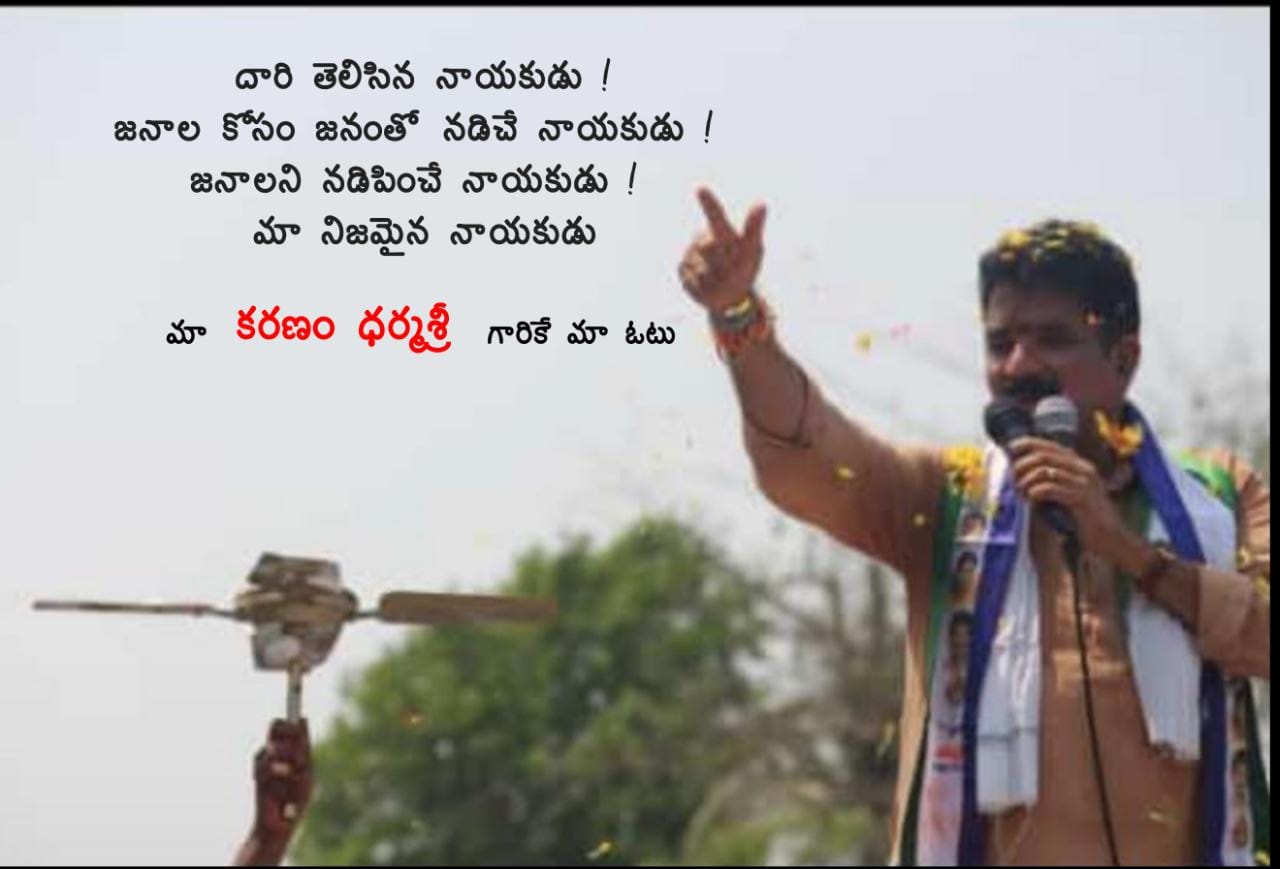 దారి తెలిసిన నాయకుడు !
జనాల కోసం జనంతో నడిచే నాయకుడు !
జనాలని నడిపించే నాయకుడు !
మా నిజమైన నాయకుడు
మా కరణం ధర్మశ్రీ గారికే మా ఓటు